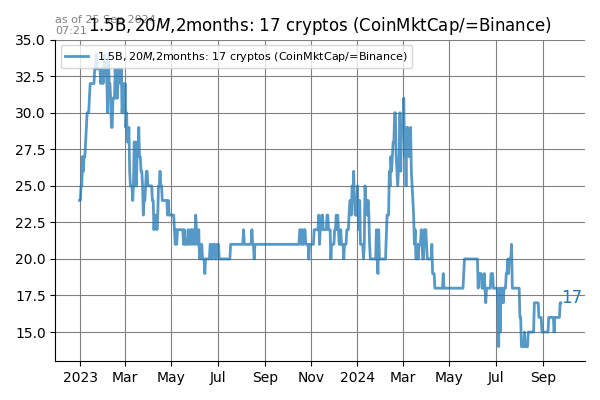 as of 25 Sep 2024
07:21
1.5B, 20M, 2months: 17 cryptos (CoinMktCap/=Binance)
1.5B, 20M, 2months: 17 cryptos (CoinMktCap/=Binance)
35.0
32.5
30.0
27.5
25.0
22.5
20.0
17.5
15.0
17
2023 Mar May Jul Sep Nov 2024 Mar May Jul Sep